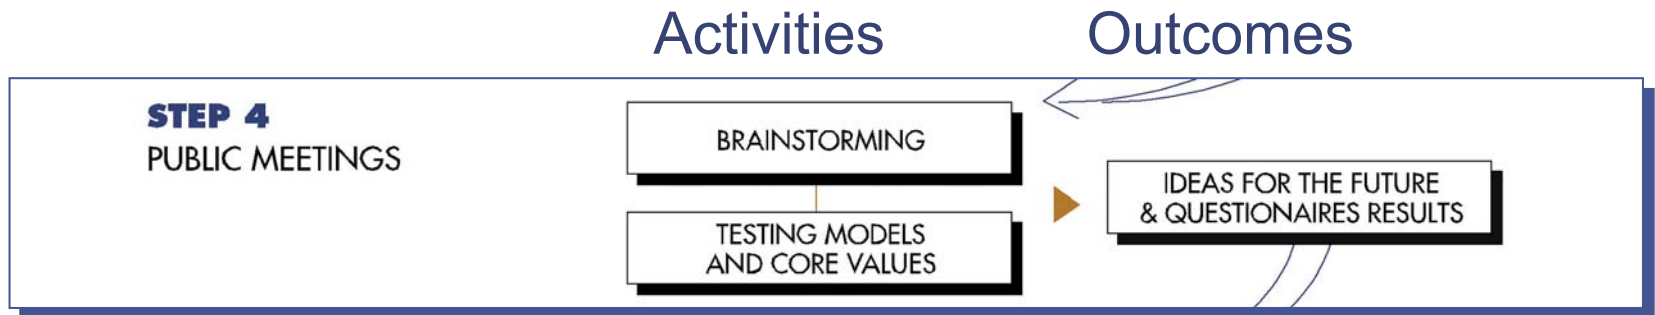 Activities
Outcomes
STEP 4
PUBLIC MEETINGS
BRAINSTORMING
TESTING MODELS
AND CORE VALUES
IDEAS FOR THE FUTURE
& QUESTIONAIRES RESULTS